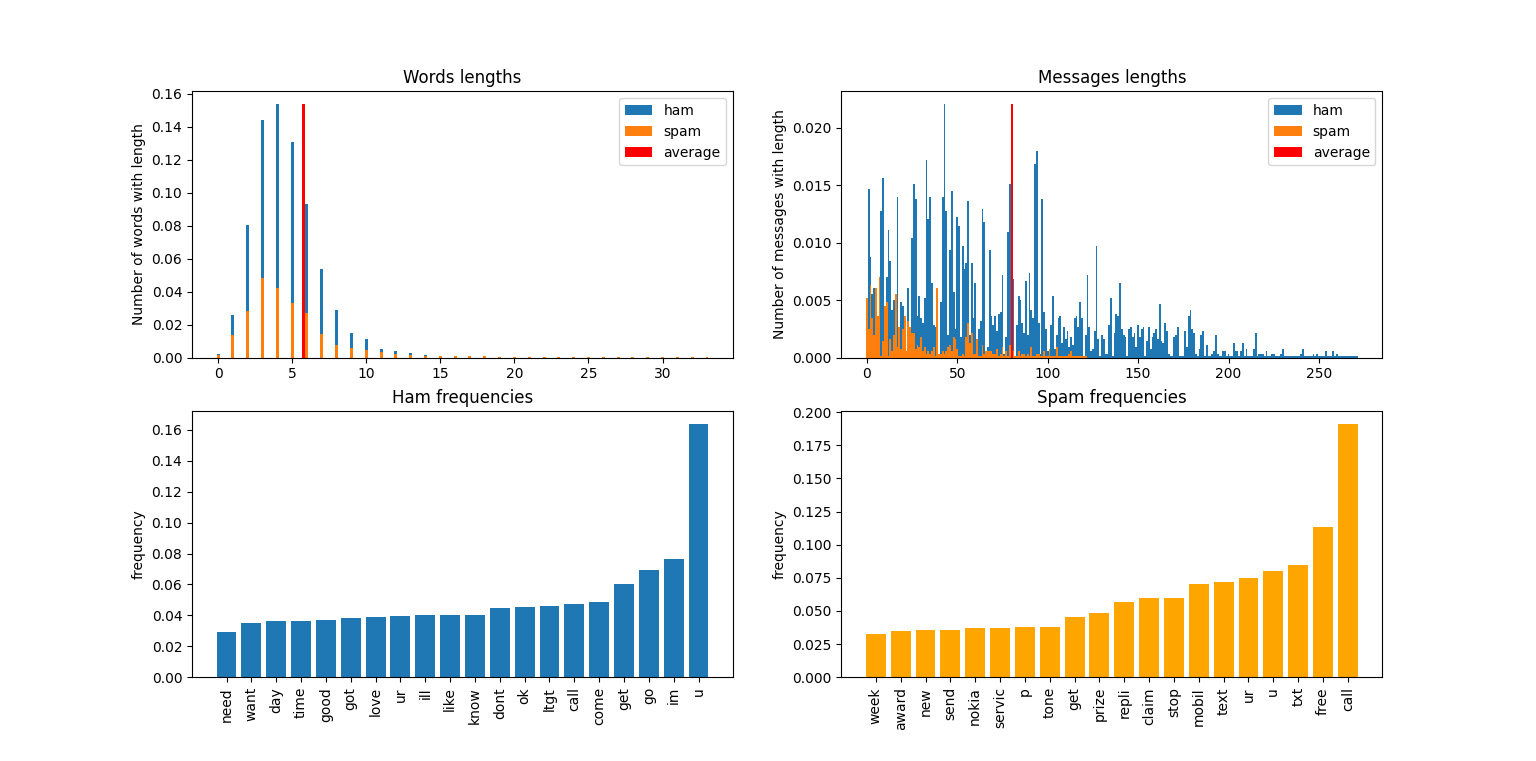 Words lengths
Number of words with length
0.16
0.14
0.12
0.10
0.08
0.06
0.04
0.02
0.00
0 5 10 15 20 25 30
ham
spam
average
Messages lengths
Number of messages with length
0.020
0.015
0.010
0.005
0.000
0 50 100 150 200 250
ham
spam
average
Ham frequencies
frequency
0.16
0.14
0.12
0.10
0.08
0.06
0.04
0.02
0.00
need want day time good got love ur ill like know dont ok ltgt call come get go im u
Spam frequencies
frequency
0.200
0.175
0.150
0.125
0.100
0.075
0.050
0.025
0.000
week award new send nokia servic p tone get prize repli claim stop mobil text ur u txt free call